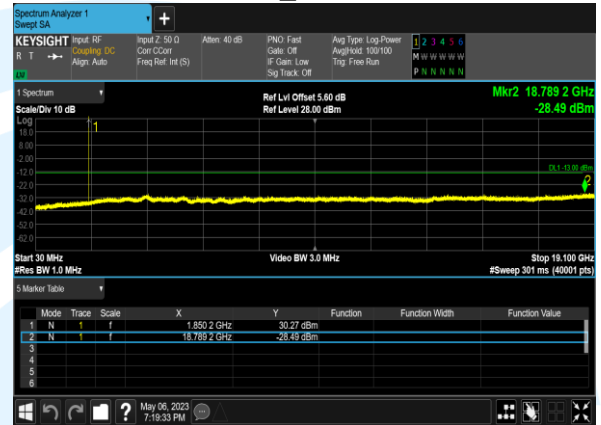 Spectrum Analyzer 1
Swept SA
KEYSIGHT Input: RF Input Z: 50 Ω Atten: 40 dB PNO: Fast Avg Type: Log-Power 1 2 3 4 5 6
R T Coupling: DC Corr CCorr Gate: Off Avg|Hold: 100/100 M W W W W W
Align: Auto Freq Ref: Int (S) IF Gain: Low Trig: Free Run
Sig Track: Off P N N N N N
1 Spectrum
Scale/Div 10 dB
Ref Lvl Offset 5.60 dB
Ref Level 28.00 dBm
Mkr2 18.789 2 GHz
-28.49 dBm
Log
1
18.0
8.00
-2.00
-12.0
DL1 -13.00 dBm
2
-22.0
-32.0
-42.0
-52.0
-62.0
Start 30 MHz Video BW 3.0 MHz Stop 19.100 GHz
#Res BW 1.0 MHz #Sweep 301 ms (40001 pts)
5 Marker Table
Mode Trace Scale X Y Function Function Width Function Value
1 N 1 f 1.850 2 GHz 30.27 dBm
2 N 1 f 18.789 2 GHz -28.49 dBm
3
4
5
6
?
May 06, 2023
7:19:33 PM